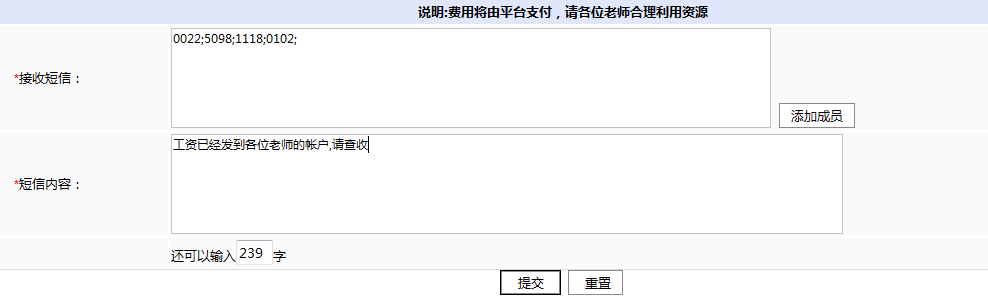 说明:费用将由平台支付，请各位老师合理利用资源
*接收短信：
0022;5098;1118;0102;
添加成员
*短信内容：
工资已经发到各位老师的帐户,请查收
还可以输入 239 字
提交 重置